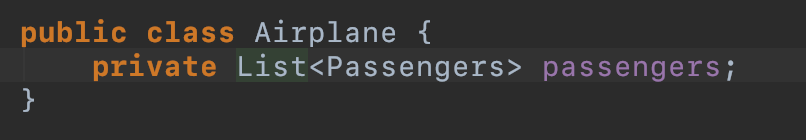 public class Airplane {
    private List<Passengers> passengers;
}